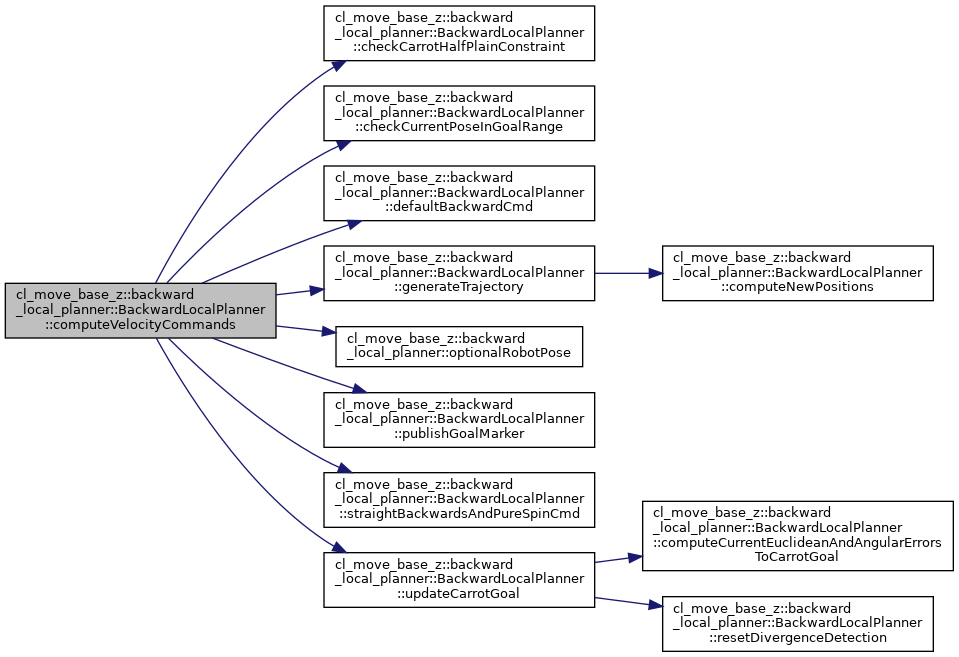 cl_move_base_z::backward
_local_planner::BackwardLocalPlanner
::computeVelocityCommands
cl_move_base_z::backward
_local_planner::BackwardLocalPlanner
::checkCarrotHalfPlainConstraint
cl_move_base_z::backward
_local_planner::BackwardLocalPlanner
::checkCurrentPoseInGoalRange
cl_move_base_z::backward
_local_planner::BackwardLocalPlanner
::defaultBackwardCmd
cl_move_base_z::backward
_local_planner::BackwardLocalPlanner
::generateTrajectory
cl_move_base_z::backward
_local_planner::BackwardLocalPlanner
::computeNewPositions
cl_move_base_z::backward
_local_planner::optionalRobotPose
cl_move_base_z::backward
_local_planner::BackwardLocalPlanner
::publishGoalMarker
cl_move_base_z::backward
_local_planner::BackwardLocalPlanner
::straightBackwardsAndPureSpinCmd
cl_move_base_z::backward
_local_planner::BackwardLocalPlanner
::updateCarrotGoal
cl_move_base_z::backward
_local_planner::BackwardLocalPlanner
::computeCurrentEuclideanAndAngularErrors
ToCarrotGoal
cl_move_base_z::backward
_local_planner::BackwardLocalPlanner
::resetDivergenceDetection